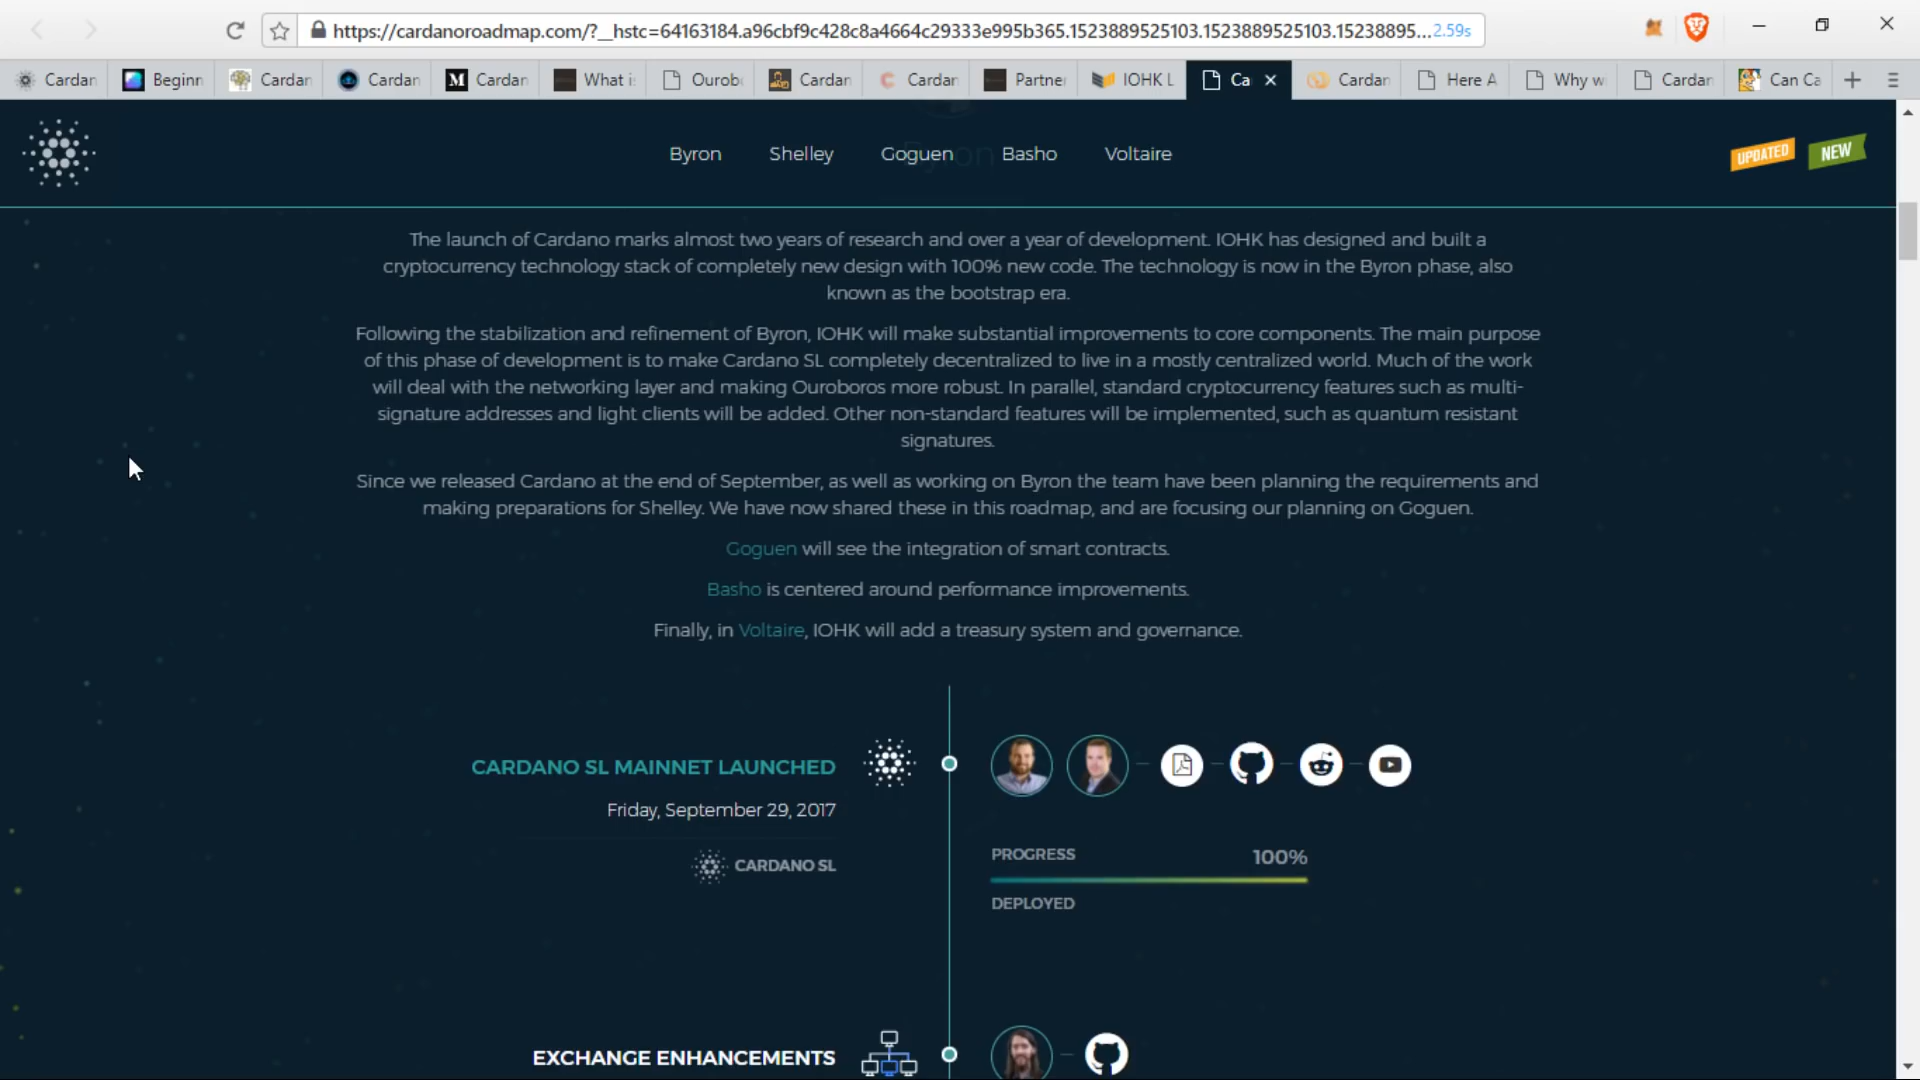 https://cardanoroadmap.com/?__hstc=64163184.a96cbf9c428c8a4664c29333e995b365.1523889525103.1523889525103.15238895... 2.59s
Cardan Beginn Cardan Cardan Cardan What i Ourob Cardan Cardan Partne IOHK L Ca Cardan Here A Why w Cardan Can Ca
Byron Shelley Goguen Basho Voltaire UPDATED NEW
The launch of Cardano marks almost two years of research and over a year of development. IOHK has designed and built a
cryptocurrency technology stack of completely new design with 100% new code. The technology is now in the Byron phase, also
known as the bootstrap era.
Following the stabilization and refinement of Byron, IOHK will make substantial improvements to core components. The main purpose
of this phase of development is to make Cardano SL completely decentralized to live in a mostly centralized world. Much of the work
will deal with the networking layer and making Ouroboros more robust. In parallel, standard cryptocurrency features such as multi-
signature addresses and light clients will be added. Other non-standard features will be implemented, such as quantum resistant
signatures.
Since we released Cardano at the end of September, as well as working on Byron the team have been planning the requirements and
making preparations for Shelley. We have now shared these in this roadmap, and are focusing our planning on Goguen.
Goguen will see the integration of smart contracts.
Basho is centered around performance improvements.
Finally, in Voltaire, IOHK will add a treasury system and governance.
CARDANO SL MAINNET LAUNCHED
Friday, September 29, 2017
CARDANO SL
PROGRESS 100%
DEPLOYED
EXCHANGE ENHANCEMENTS